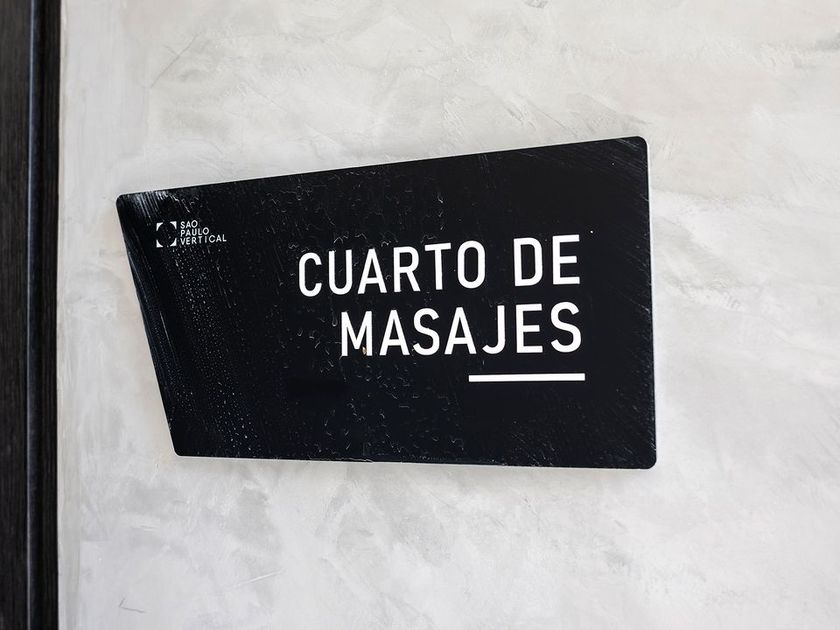 SAO
PAULO
VERTICAL
CUARTO DE
MASAJES